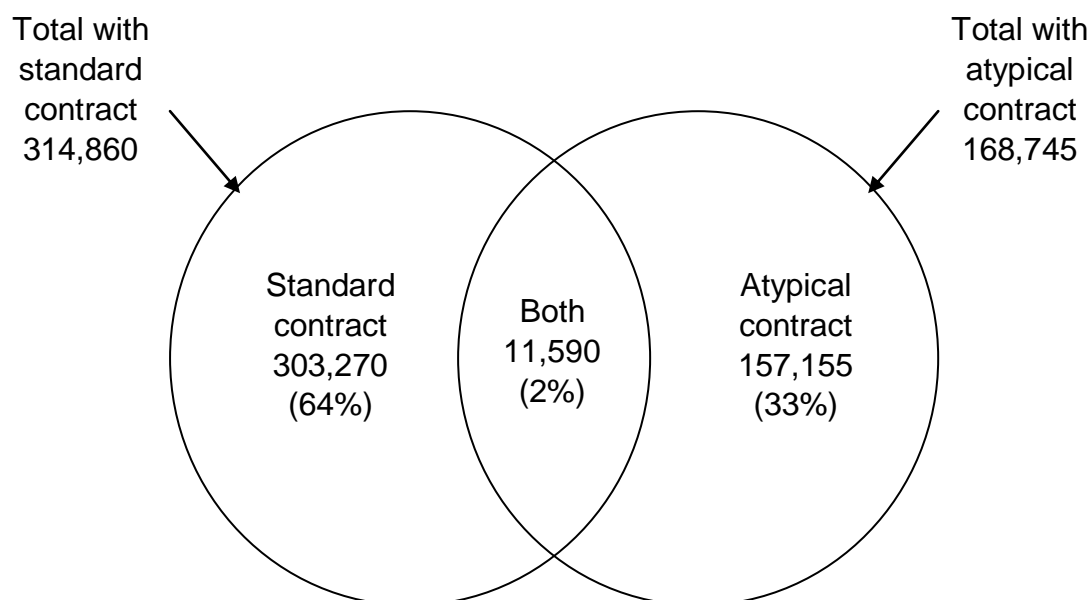 Total with
standard
contract
314,860
Total with
atypical
contract
168,745
Standard
contract
303,270
(64%)
Both
11,590
(2%)
Atypical
contract
157,155
(33%)